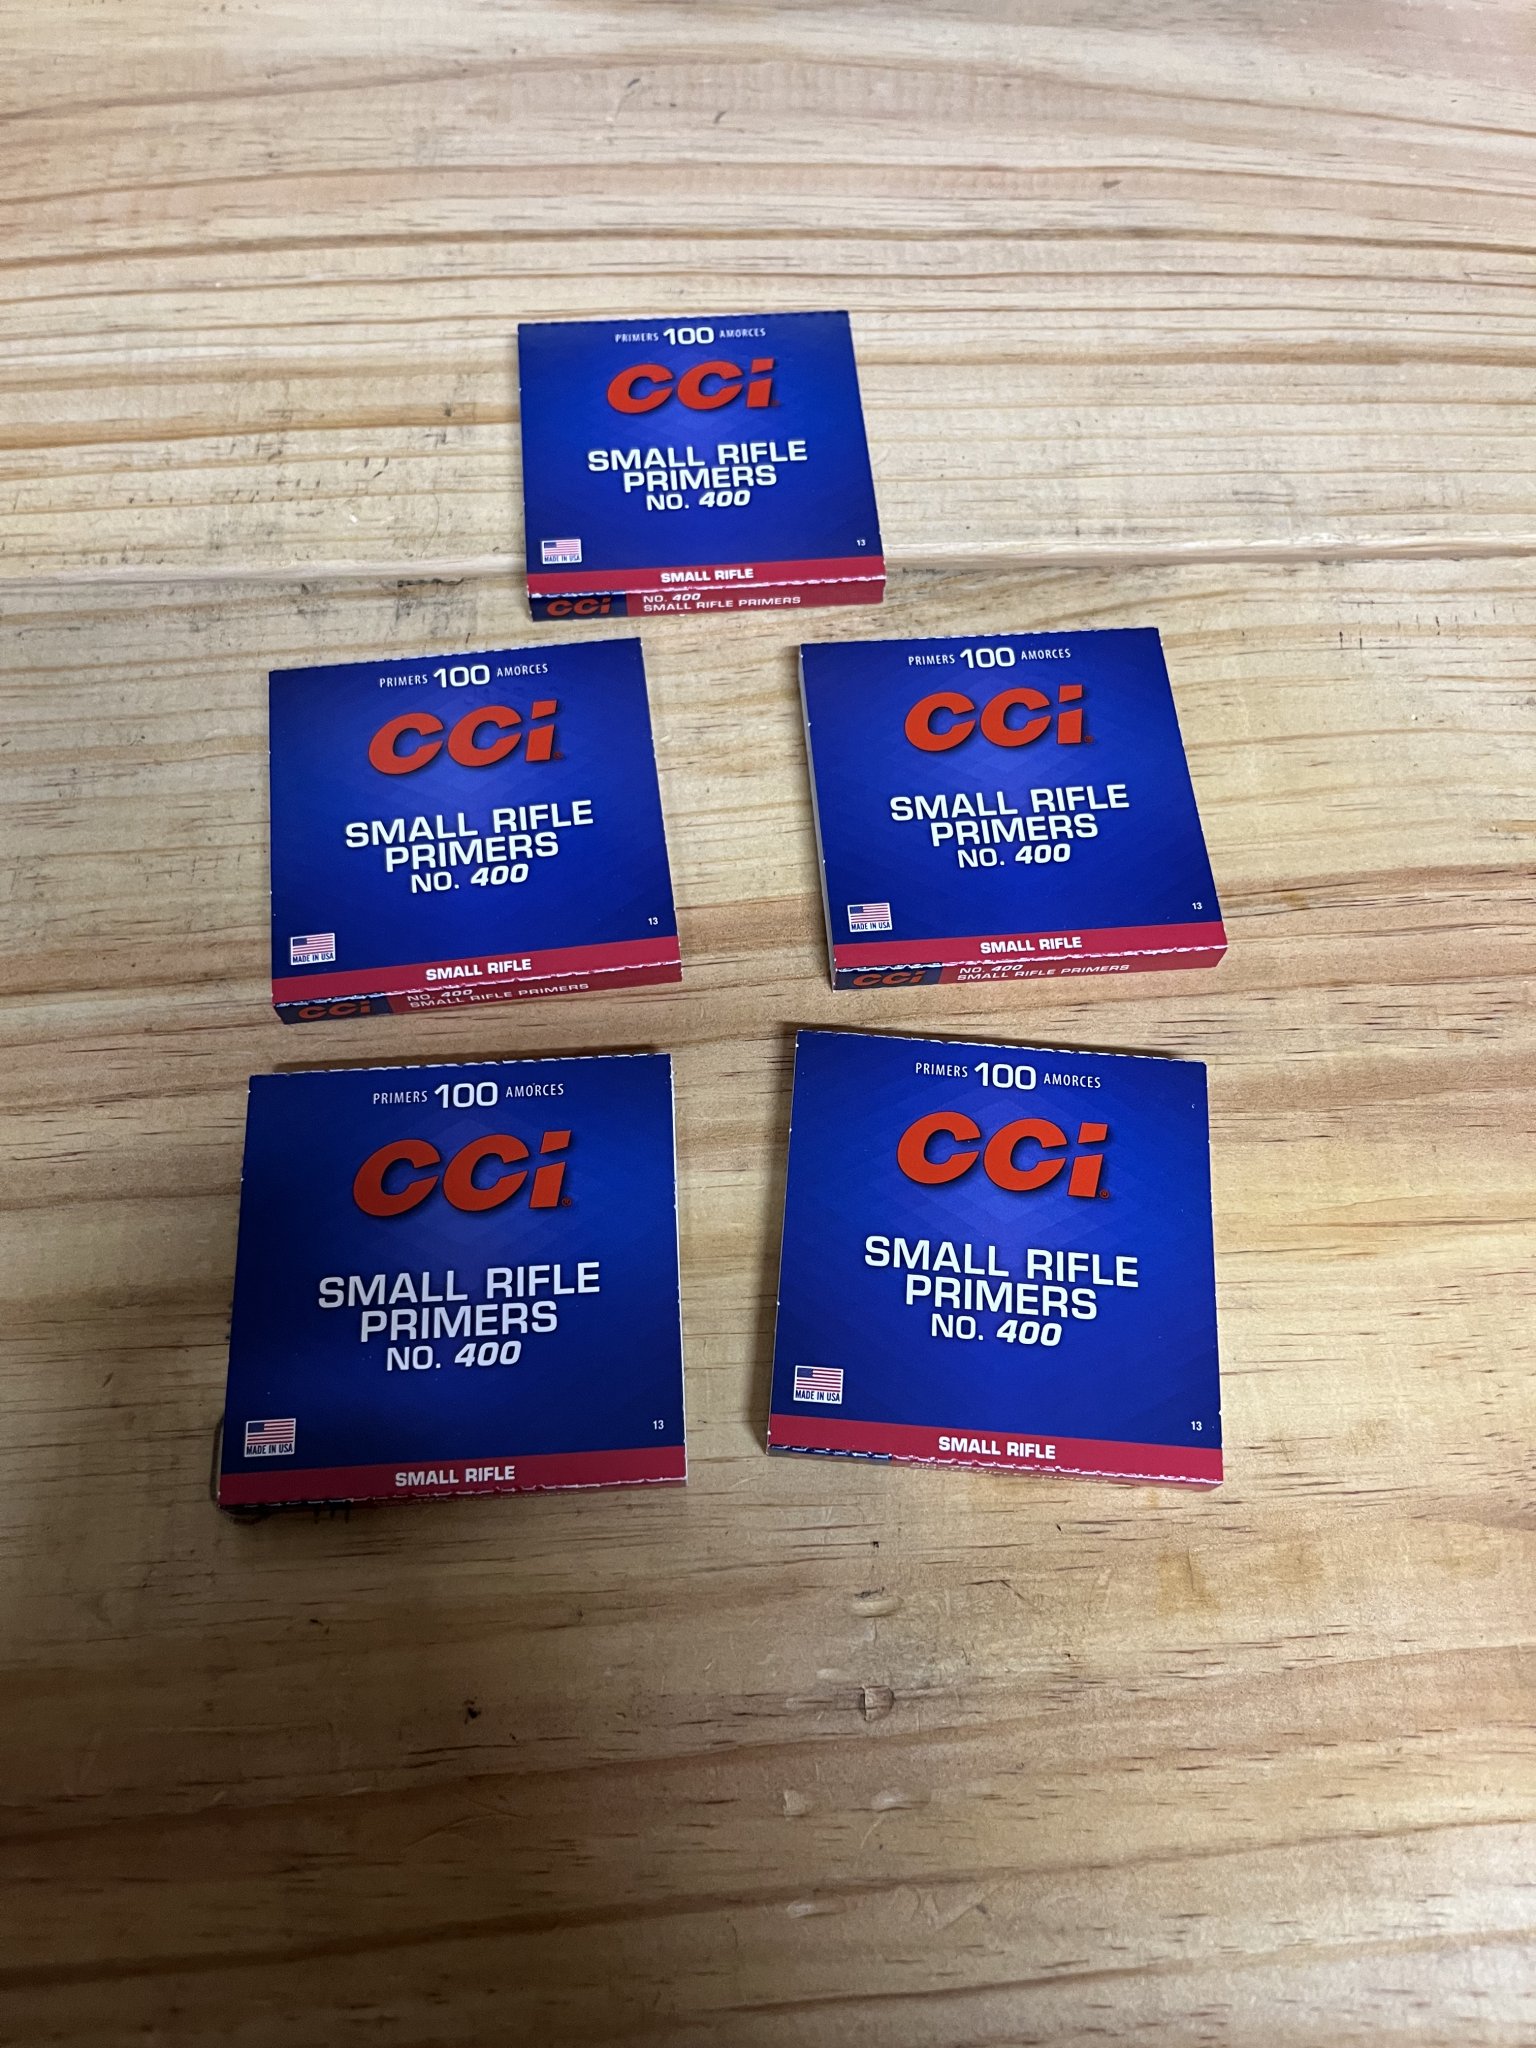 PRIMERS 100 AMORCES
CCi
SMALL RIFLE
PRIMERS
NO. 400
MADE IN USA
13
SMALL RIFLE
CCi
NO. 400
SMALL RIFLE PRIMERS
PRIMERS 100 AMORCES
CCi
SMALL RIFLE
PRIMERS
NO. 400
MADE IN USA
13
SMALL RIFLE
CCi
NO. 400
SMALL RIFLE PRIMERS
PRIMERS 100 AMORCES
CCi
SMALL RIFLE
PRIMERS
NO. 400
MADE IN USA
13
SMALL RIFLE
CCi
NO. 400
SMALL RIFLE PRIMERS
PRIMERS 100 AMORCES
CCi®
SMALL RIFLE
PRIMERS
NO. 400
MADE IN USA
13
SMALL RIFLE
PRIMERS 100 AMORCES
CCi®
SMALL RIFLE
PRIMERS
NO. 400
MADE IN USA
13
SMALL RIFLE